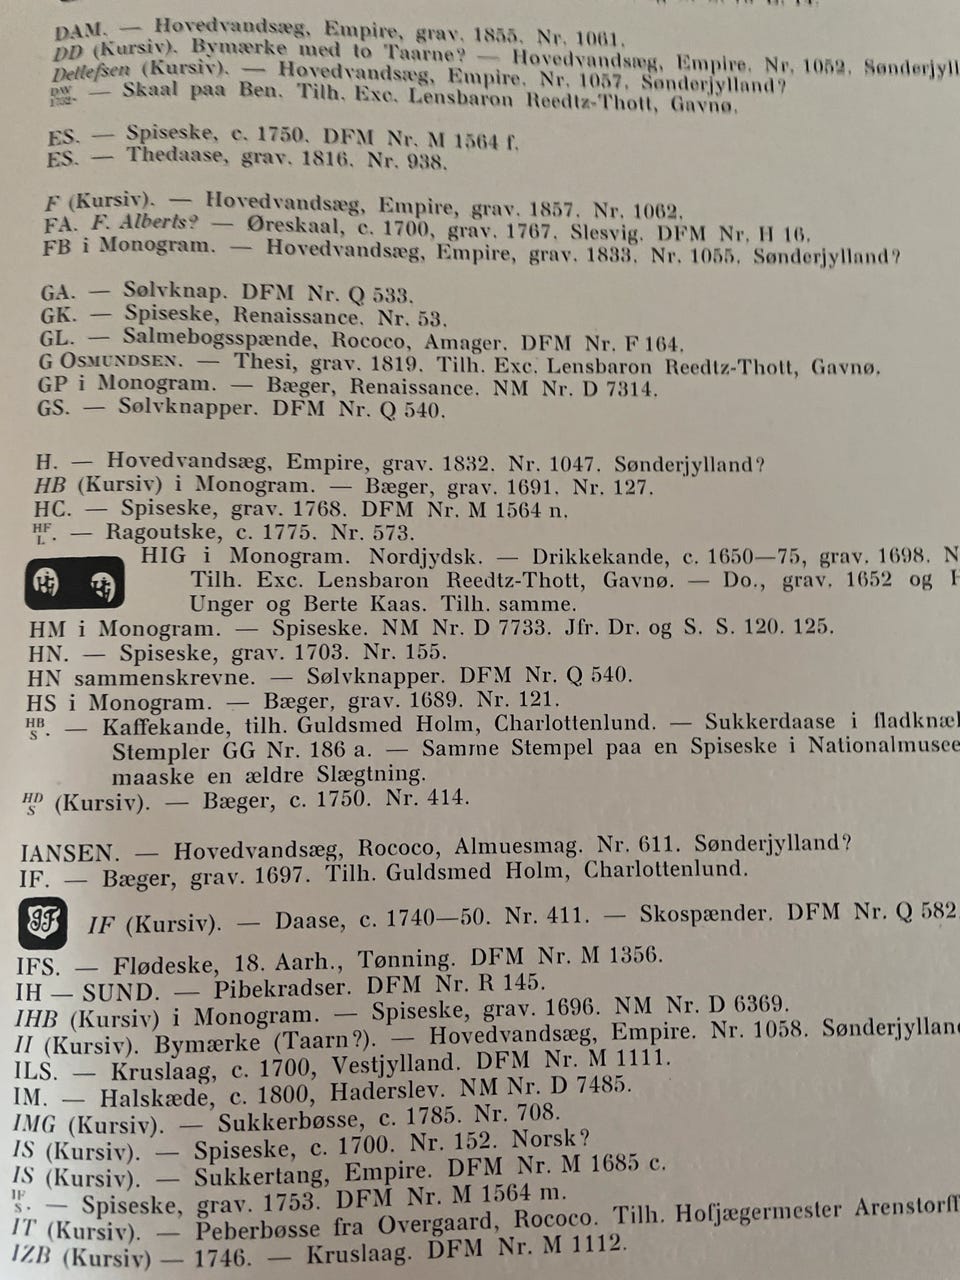 DAM. — Hovedvandsæg, Empire, grav. 1855. Nr. 1061.
DD (Kursiv). Bymærke med to Taarne? — Hovedvandsæg, Empire. Nr. 1052. Sønderjyll
Detlefsen (Kursiv). — Hovedvandsæg, Empire. Nr. 1057. Sønderjylland?
DW 1732. — Skaal paa Ben. Tilh. Exc. Lensbaron Reedtz-Thott, Gavnø.
ES. — Spiseske, c. 1750. DFM Nr. M 1564 f.
ES. — Thedaase, grav. 1816. Nr. 938.
F (Kursiv). — Hovedvandsæg, Empire, grav. 1857. Nr. 1062.
FA. F. Alberts? — Øreskaal, c. 1700, grav. 1767. Slesvig. DFM Nr. H 16.
FB i Monogram. — Hovedvandsæg, Empire, grav. 1833. Nr. 1055. Sønderjylland?
GA. — Sølvknap. DFM Nr. Q 533.
GK. — Spiseske, Renaissance. Nr. 53.
GL. — Salmebogsspænde, Rococo, Amager. DFM Nr. F 164.
G OSMUNDSEN. — Thesi, grav. 1819. Tilh. Exc. Lensbaron Reedtz-Thott, Gavnø.
GP i Monogram. — Bæger, Renaissance. NM Nr. D 7314.
GS. — Sølvknapper. DFM Nr. Q 540.
H. — Hovedvandsæg, Empire, grav. 1832. Nr. 1047. Sønderjylland?
HB (Kursiv) i Monogram. — Bæger, grav. 1691. Nr. 127.
HC. — Spiseske, grav. 1768. DFM Nr. M 1564 n.
HF L. — Ragoutske, c. 1775. Nr. 573.
HIG i Monogram. Nordjydsk. — Drikkekande, c. 1650—75, grav. 1698. N
Tilh. Exc. Lensbaron Reedtz-Thott, Gavnø. — Do., grav. 1652 og
Unger og Berte Kaas. Tilh. samme.
HM i Monogram. — Spiseske. NM Nr. D 7733. Jfr. Dr. og S. S. 120. 125.
HN. — Spiseske, grav. 1703. Nr. 155.
HN sammenskrevne. — Sølvknapper. DFM Nr. Q 540.
HS i Monogram. — Bæger, grav. 1689. Nr. 121.
HB S. — Kaffekande, tilh. Guldsmed Holm, Charlottenlund. — Sukkerdaase i fladknæk
Stempler GG Nr. 186 a. — Samme Stempel paa en Spiseske i Nationalmusee
maaske en ældre Slægtning.
HD S (Kursiv). — Bæger, c. 1750. Nr. 414.
IANSEN. — Hovedvandsæg, Rococo, Almuesmag. Nr. 611. Sønderjylland?
IF. — Bæger, grav. 1697. Tilh. Guldsmed Holm, Charlottenlund.
IF IF (Kursiv). — Daase, c. 1740—50. Nr. 411. — Skospænder. DFM Nr. Q 582
IFS. — Flødeske, 18. Aarh., Tønning. DFM Nr. M 1356.
IH — SUND. — Pibekradser. DFM Nr. R 145.
IHB (Kursiv) i Monogram. — Spiseske, grav. 1696. NM Nr. D 6369.
II (Kursiv). Bymærke (Taarn?). — Hovedvandsæg, Empire. Nr. 1058. Sønderjyllan
ILS. — Kruslaag, c. 1700, Vestjylland. DFM Nr. M 1111.
IM. — Halskæde, c. 1800, Haderslev. NM Nr. D 7485.
IMG (Kursiv). — Sukkerbøsse, c. 1785. Nr. 708.
IS (Kursiv). — Spiseske, c. 1700. Nr. 152. Norsk?
IS (Kursiv). — Sukkertang, Empire. DFM Nr. M 1685 c.
IF S. — Spiseske, grav. 1753. DFM Nr. M 1564 m.
IT (Kursiv). — Peberbøsse fra Overgaard, Rococo. Tilh. Hofjægermester Arenstorff
IZB (Kursiv) — 1746. — Kruslaag. DFM Nr. M 1112.